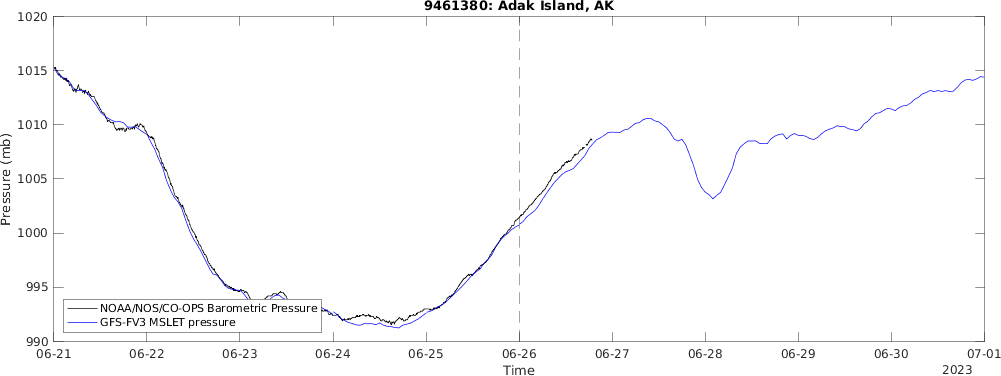 9461380: Adak Island, AK
1020
1015
1010
1005
1000
995
990
Pressure (mb)
NOAA/NOS/CO-OPS Barometric Pressure
GFS-FV3 MSLET pressure
06-21 06-22 06-23 06-24 06-25 06-26 06-27 06-28 06-29 06-30 07-01
Time
2023